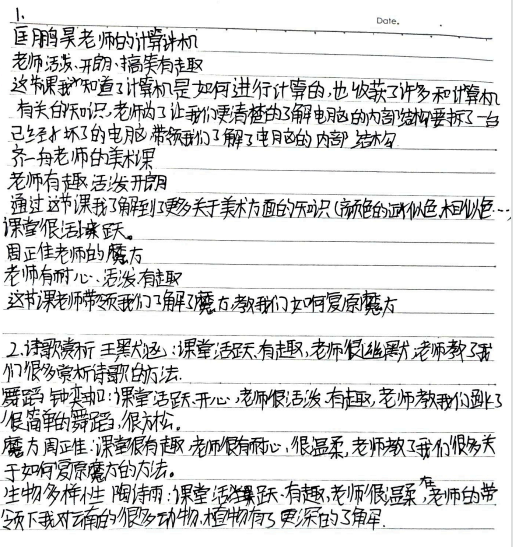 1.
Date.
匡鹏昊老师的计算计机
老师活泼、开朗、搞笑有趣
这节课我知道了计算机是如何进行计算的,也收获了许多和计算机
有关的知识,老师为了让我们更清楚的了解电脑的内部结构要拆了一台
已经打坏了的电脑,带领我们了解了电脑的内部结构
齐一舟老师的美术课
老师有趣活泼开朗
通过这节课我了解到了更多关于美术方面的知识(颜色的近似色相似色…
课堂很活跃。
周正佳老师的魔方
老师有耐心、活泼有趣
这节课老师带领我们了解了魔方,教我们如何复原魔方
2.诗歌赏析 王熙涵:课堂活跃,有趣,老师很幽默,老师教了我
们很多赏析诗歌的方法.
舞蹈 钟奕如:课堂活跃.开心,老师很活泼.有趣,老师教我们跳了
很简单的舞蹈,很放松。
魔方周正佳:课堂很有趣,老师很有耐心,很温柔,老师教了我们很多关
于如何复原魔方的方法。
生物多样性 陶诗雨:课堂活跃.有趣,老师很温柔,在老师的带
领下我对云南的很多动物,植物有了更深的了解.